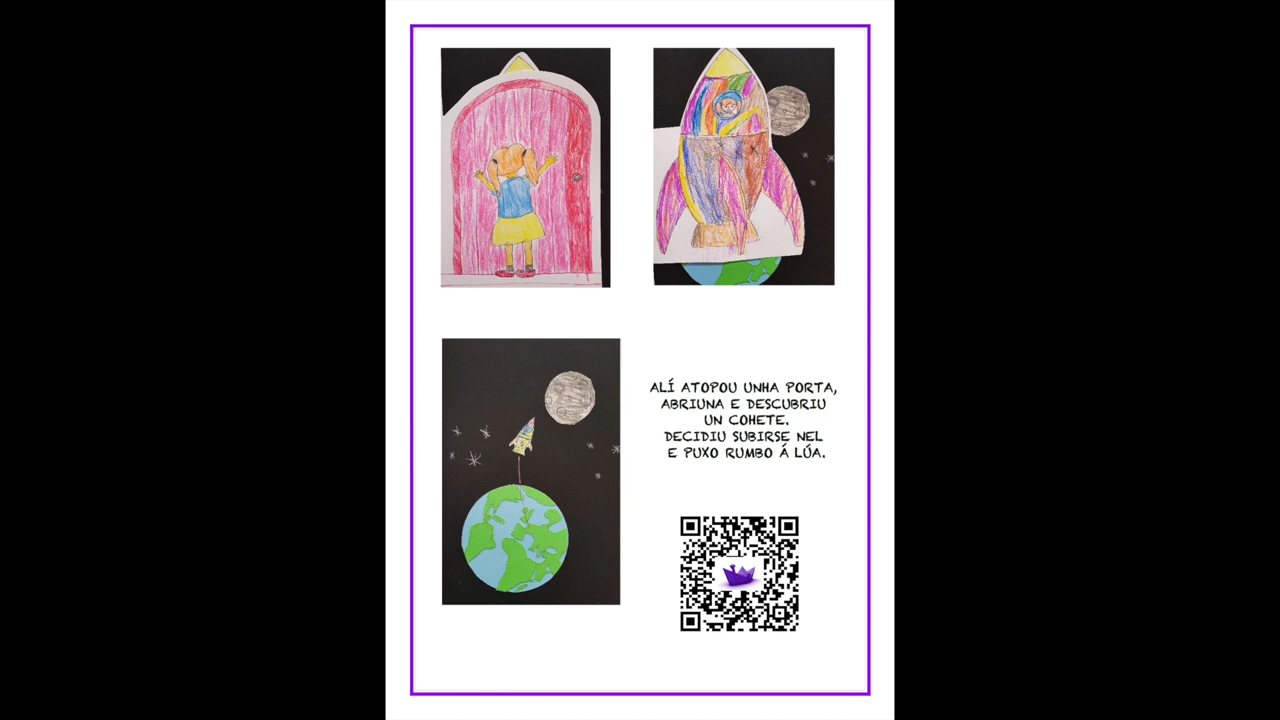 ALÍ ATOPOU UNHA PORTA,
ABRIUNA E DESCUBRIU
UN COHETE.
DECIDIU SUBIRSE NEL
E PUXO RUMBO Á LÚA.